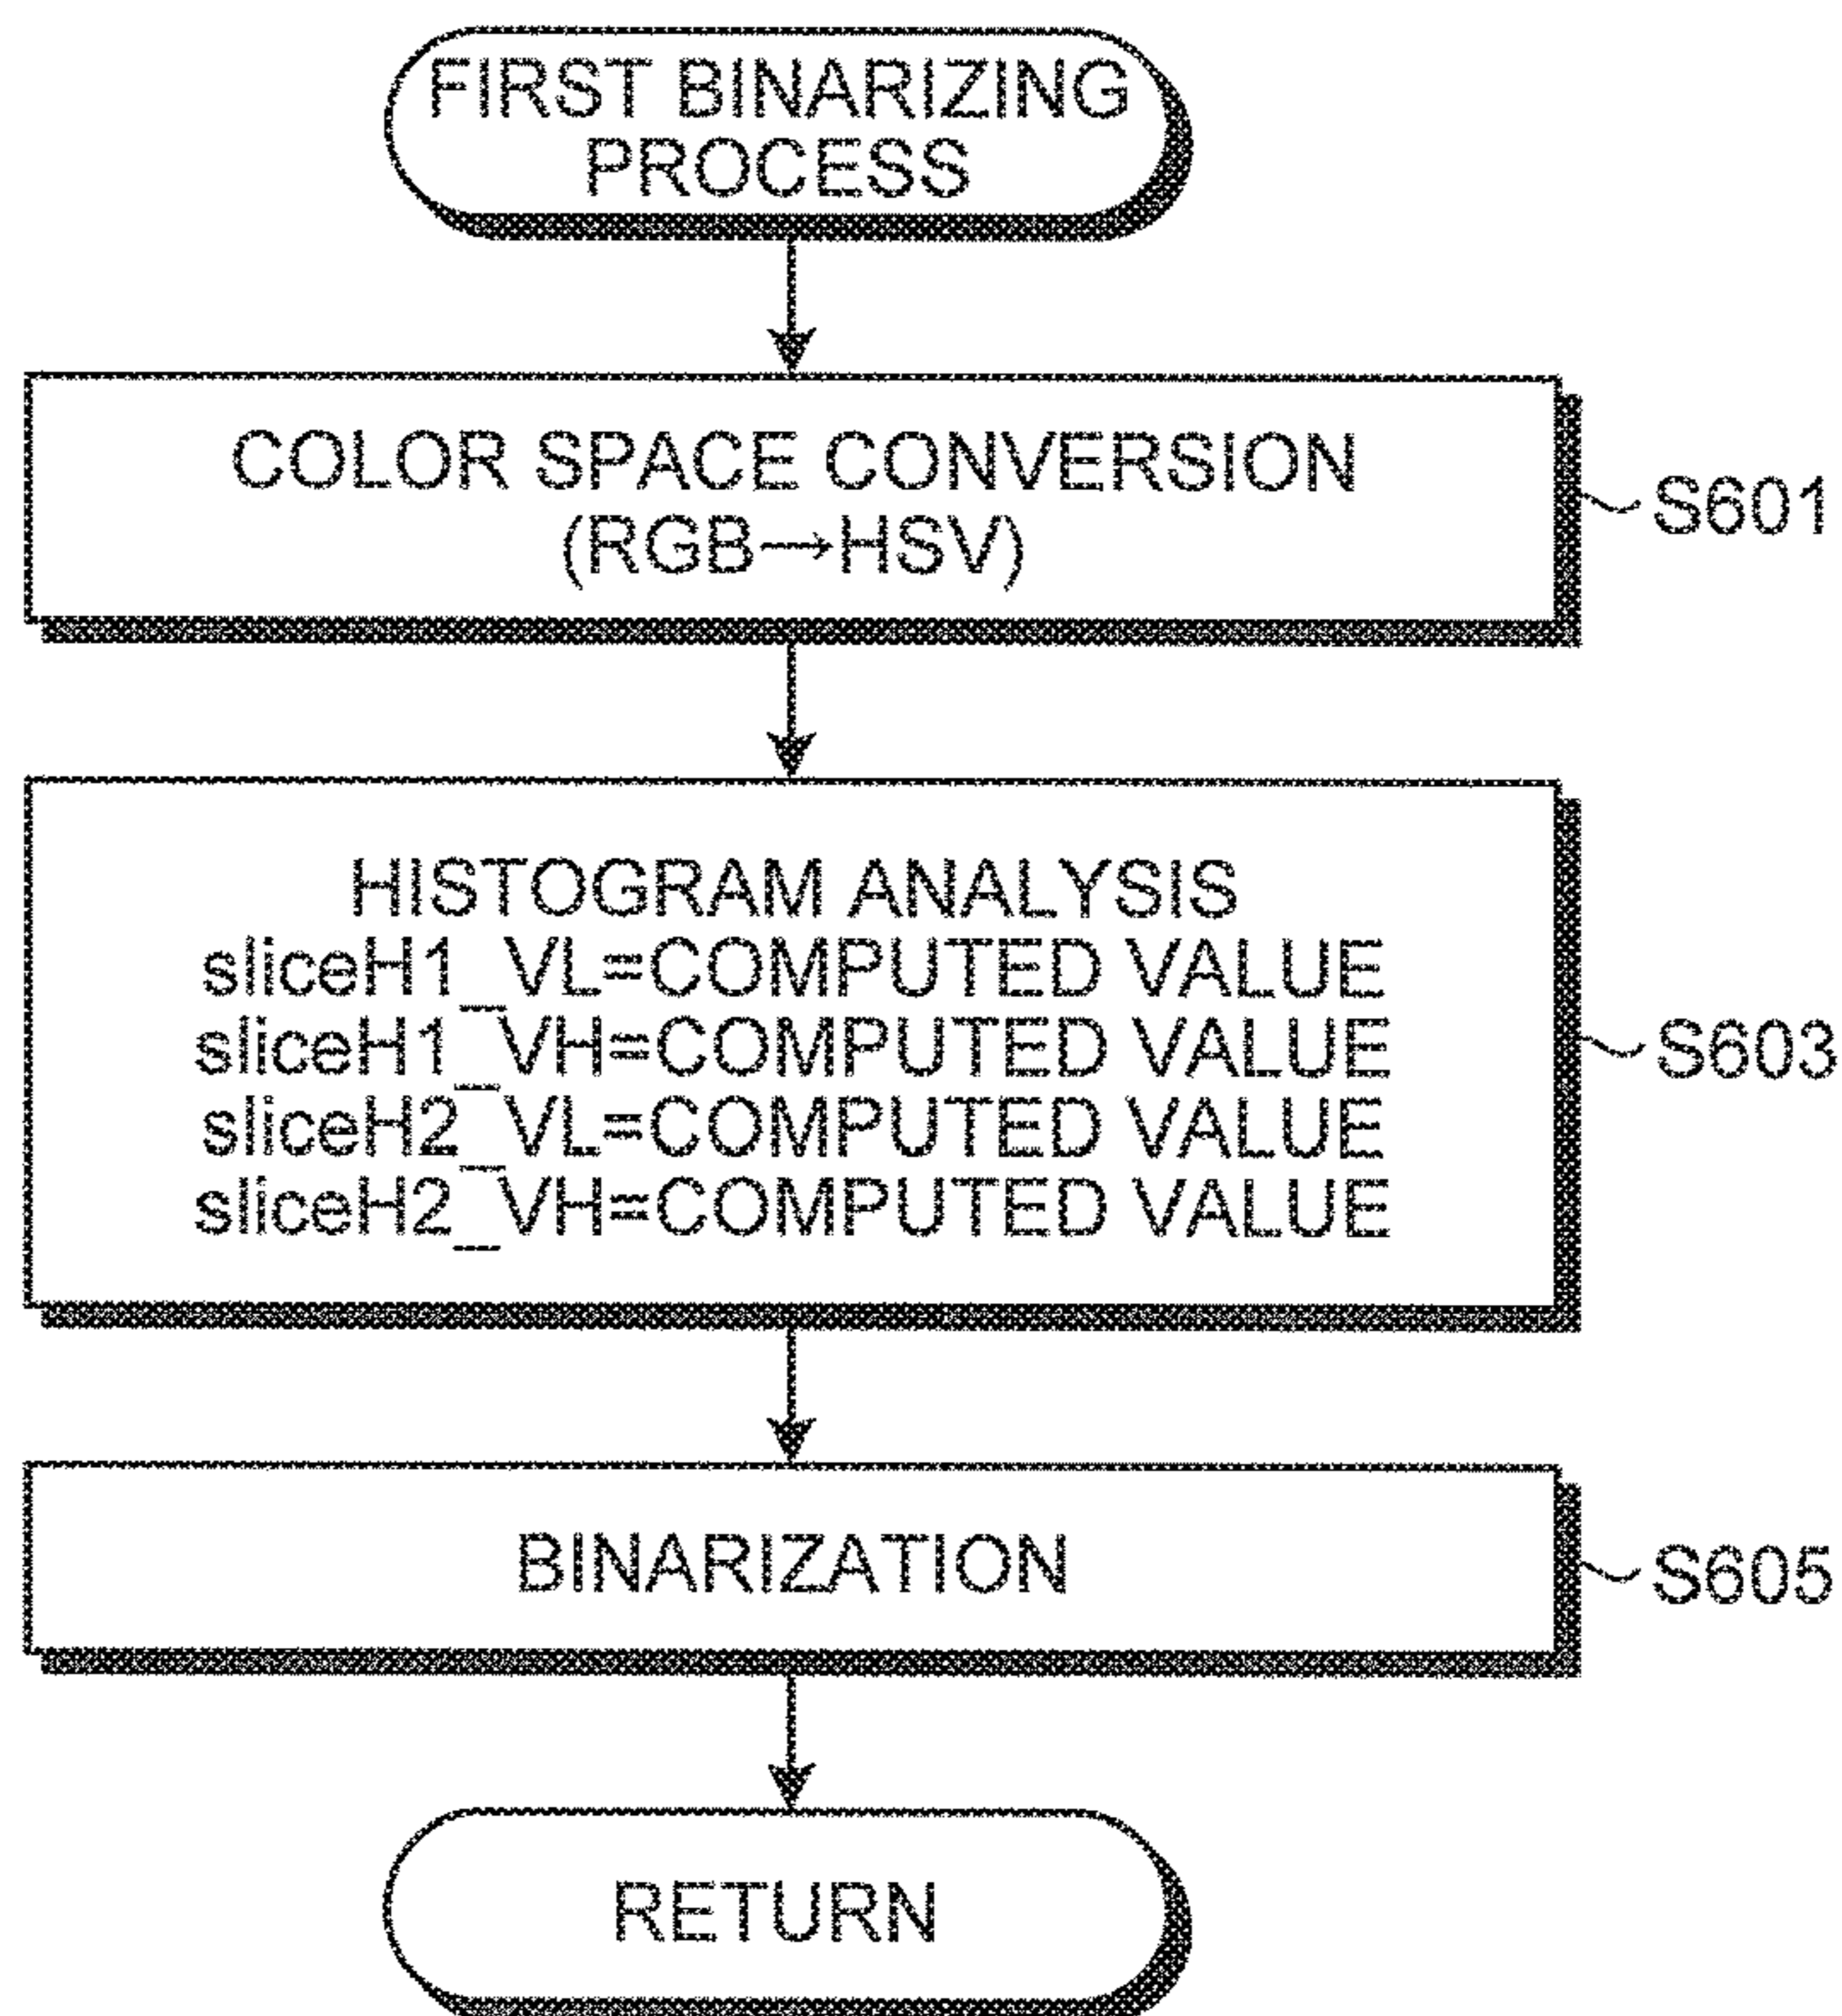 FIRST BINARIZING
PROCESS
COLOR SPACE CONVERSION
(RGB→HSV)
S601
HISTOGRAM ANALYSIS
sliceH1_VL=COMPUTED VALUE
sliceH1_VH=COMPUTED VALUE
sliceH2_VL=COMPUTED VALUE
sliceH2_VH=COMPUTED VALUE
S603
BINARIZATION
S605
RETURN